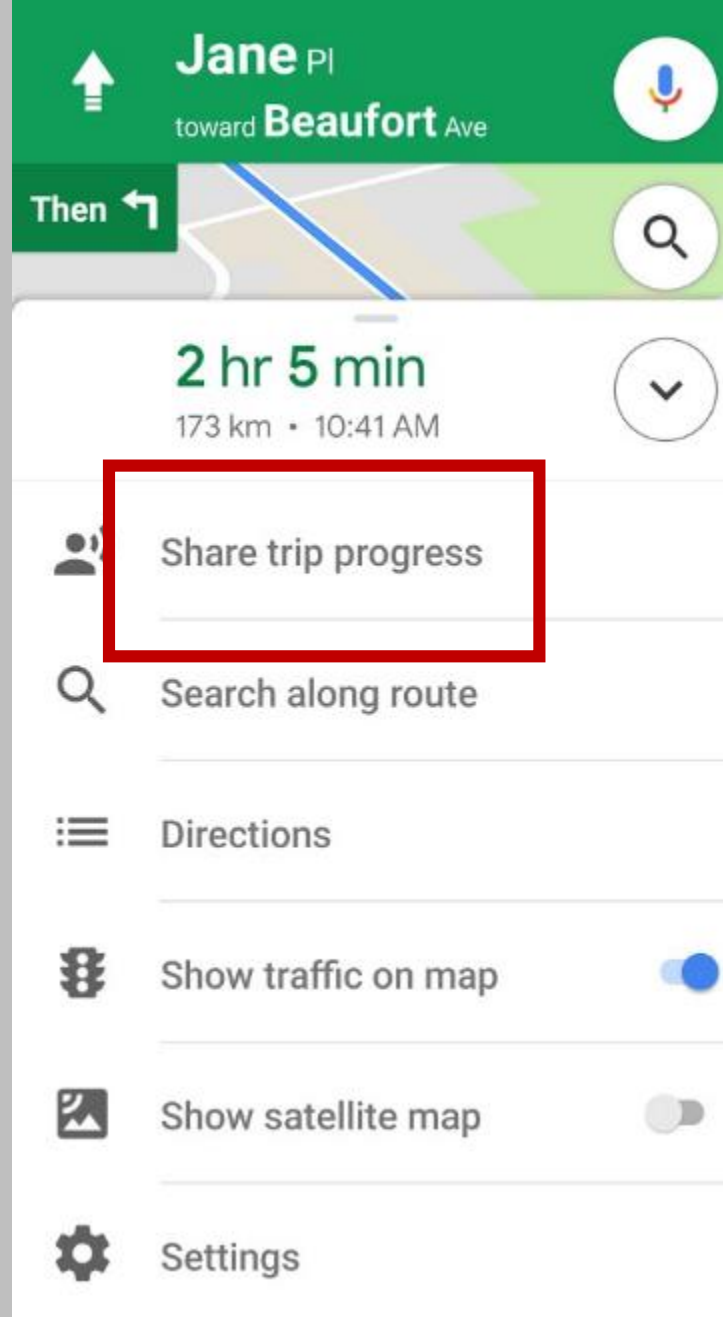 Jane Pl
toward Beaufort Ave
Then
2 hr 5 min
173 km • 10:41 AM
Share trip progress
Search along route
Directions
Show traffic on map
Show satellite map
Settings